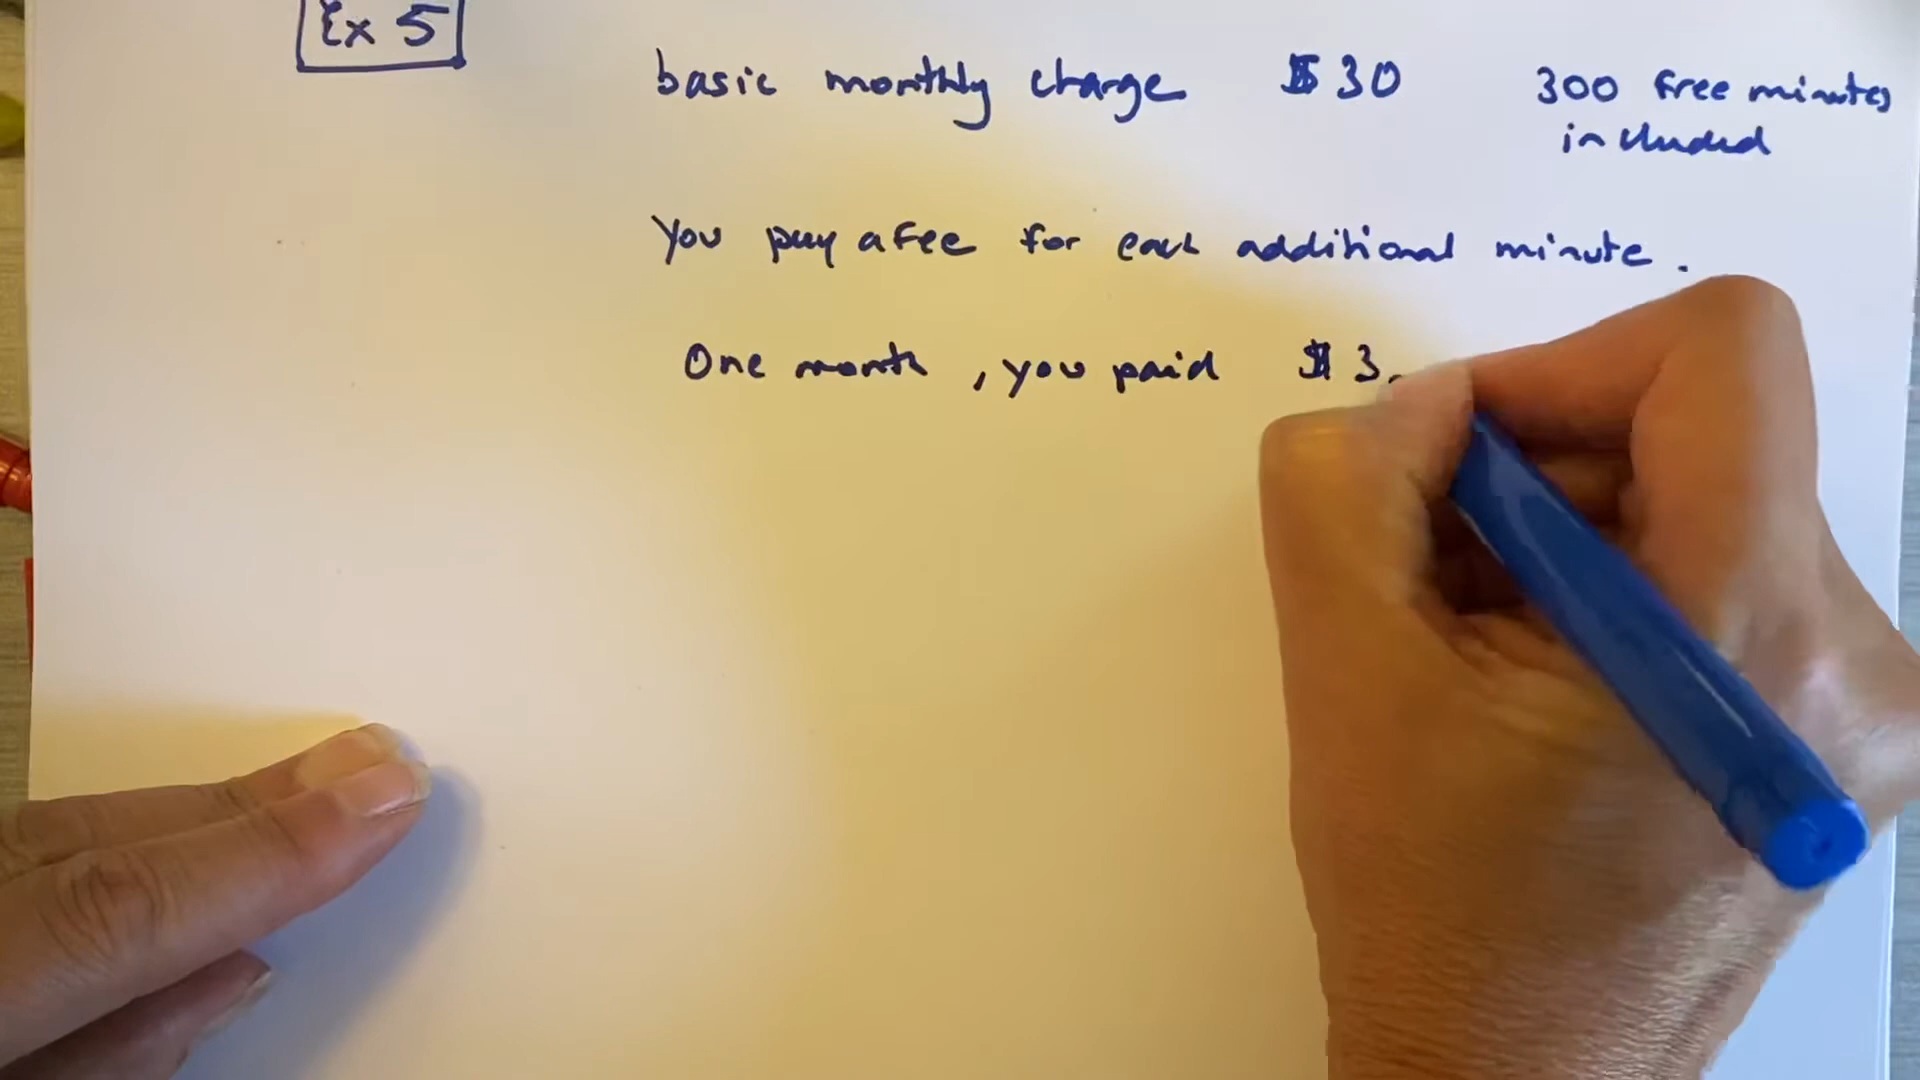 Ex 5
basic monthly charge $30 300 free minutes
included
You pay a fee for each additional minute.
One month, you paid $3